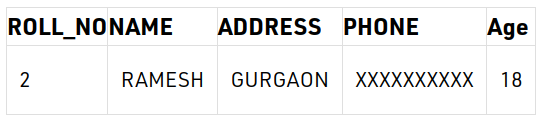 ROLL_NO NAME ADDRESS PHONE Age
2 RAMESH GURGAON XXXXXXXXXX 18